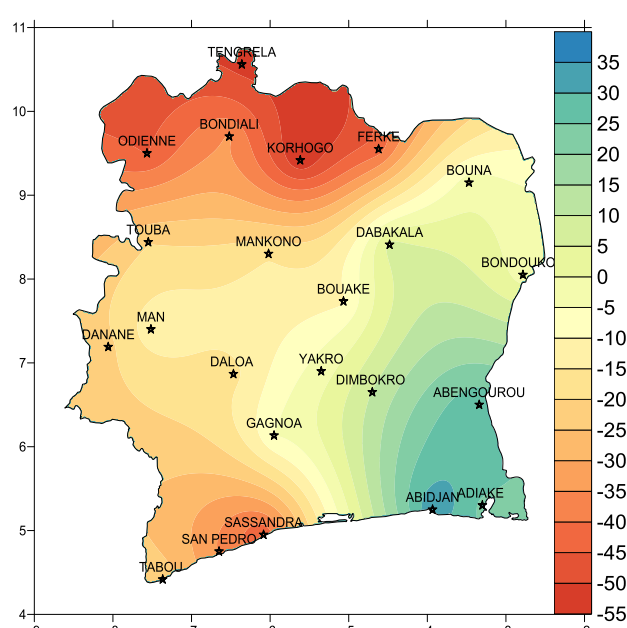 11
TENGRELA
35
30
10
BONDIALI
25
ODIENNE
KORHOGO
FERKE
20
15
BOUNA
9
10
TOUBA
MANKONO
DABAKALA
5
BONDOUKO
0
8
BOUAKE
-5
MAN
DANANE
-10
YAKRO
-15
7
DALOA
DIMBOKRO
ABENGOUROU
-20
GAGNOA
-25
6
-30
-35
ABIDJAN
ADIAKE
-40
5
SASSANDRA
SAN PEDRO
-45
TABOU
-50
4
-55